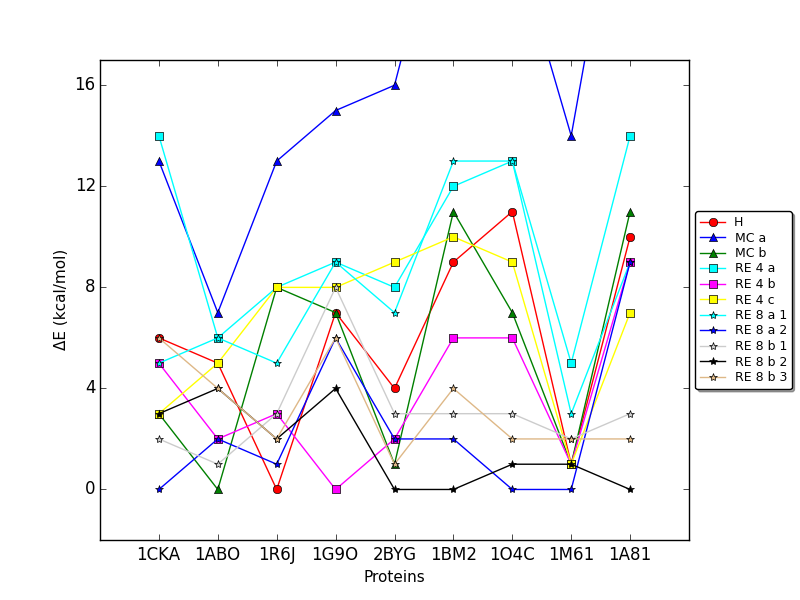 16
12
8
4
0
ΔE (kcal/mol)
1CKA 1ABO 1R6J 1G9O 2BYG 1BM2 1O4C 1M61 1A81
Proteins
H
MC a
MC b
RE 4 a
RE 4 b
RE 4 c
RE 8 a 1
RE 8 a 2
RE 8 b 1
RE 8 b 2
RE 8 b 3